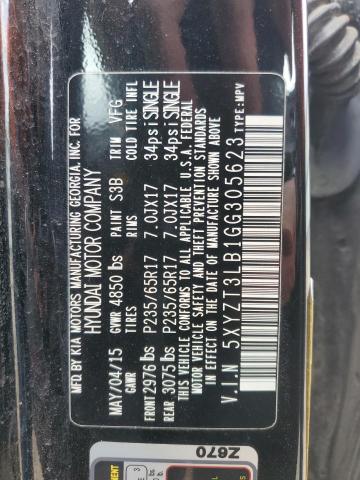 MFD BY KIA MOTORS MANUFACTURING GEORGIA, INC. FOR
HYUNDAI MOTOR COMPANY
MAY/04/15 GVWR 4850 lbs PAINT S3B TRIM YFG
GAWR TIRES RIMS COLD TIRE INFL
FRONT 2976 lbs P235/65R17 7.0JX17 34psi SINGLE
REAR 3075 lbs P235/65R17 7.0JX17 34psi SINGLE
THIS VEHICLE CONFORMS TO ALL APPLICABLE U.S.A. FEDERAL
MOTOR VEHICLE SAFETY, BUMPER, AND THEFT PREVENTION STANDARDS
IN EFFECT ON THE DATE OF MANUFACTURE SHOWN ABOVE.
V.I.N 5XYZT3LB1GG305623 TYPE:MPV
Z670